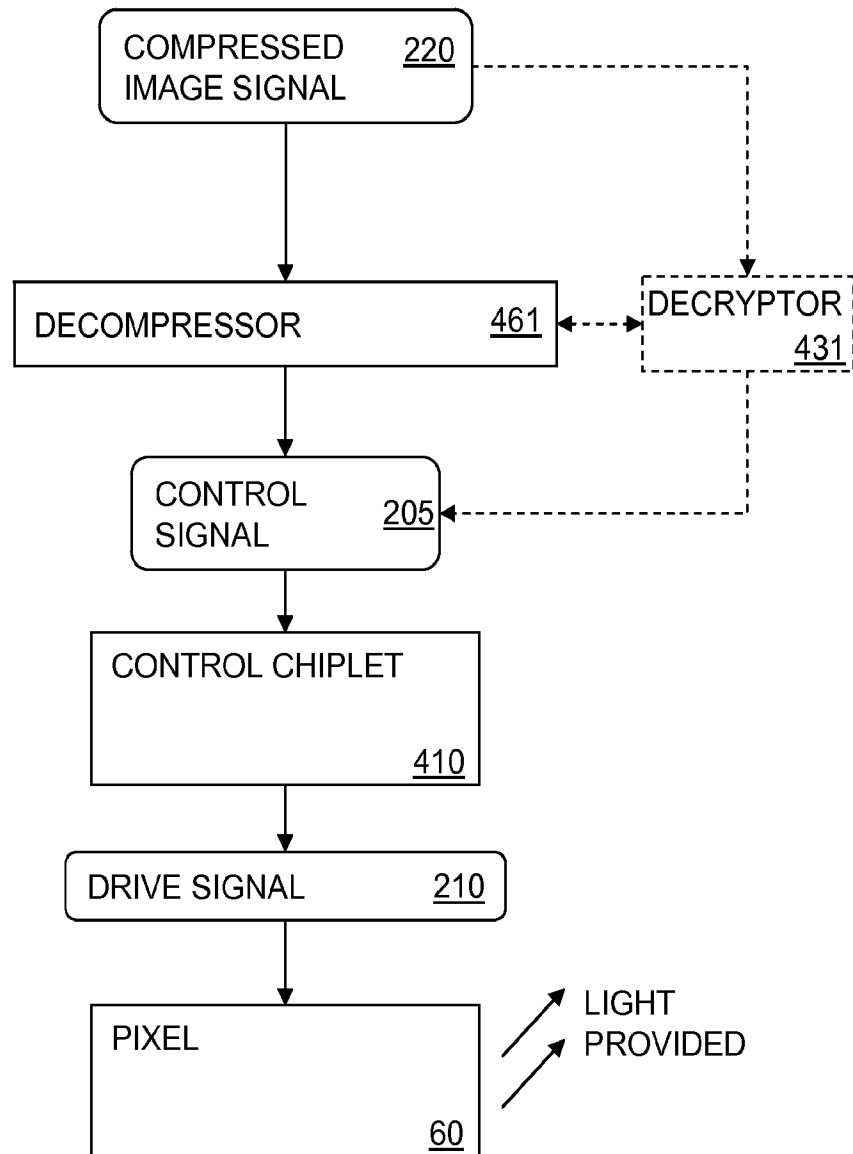 COMPRESSED
IMAGE SIGNAL
220
DECOMPRESSOR
461
DECRYPTOR
431
CONTROL
SIGNAL
205
CONTROL CHIPLET
410
DRIVE SIGNAL
210
PIXEL
60
LIGHT
PROVIDED